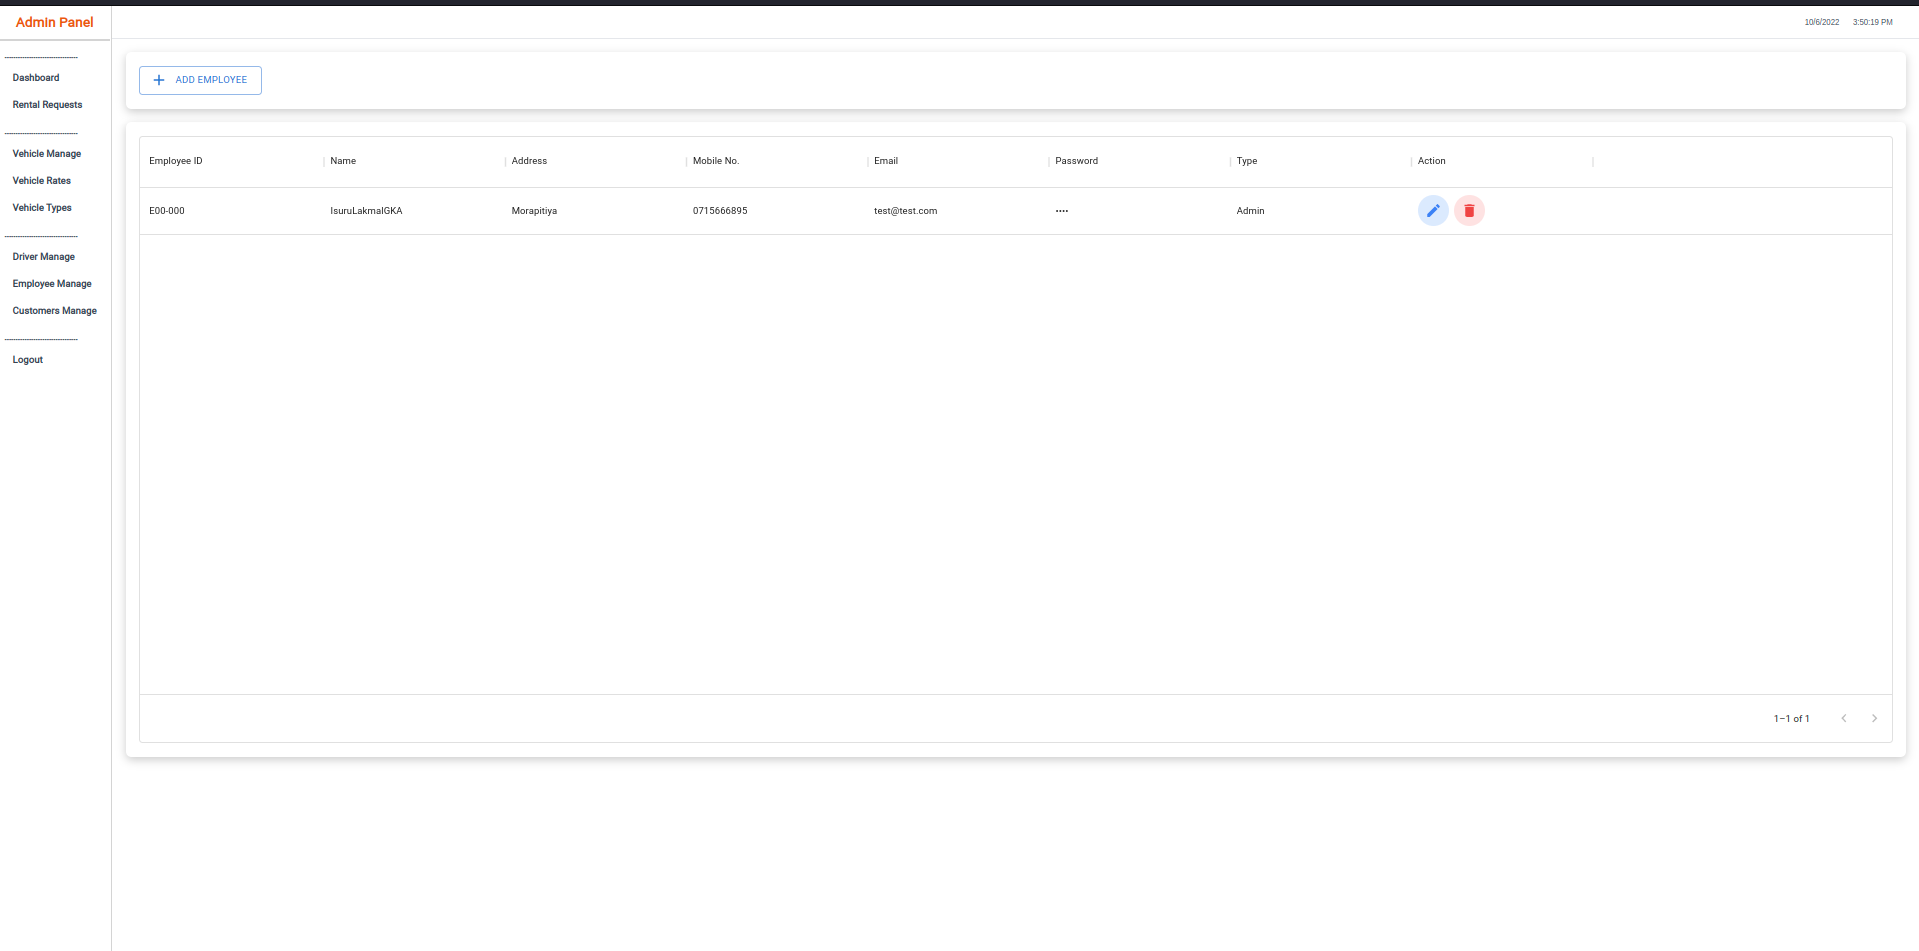 Admin Panel
10/6/2022 3:50:19 PM
--------------------------------
Dashboard
Rental Requests
--------------------------------
Vehicle Manage
Vehicle Rates
Vehicle Types
--------------------------------
Driver Manage
Employee Manage
Customers Manage
--------------------------------
Logout
ADD EMPLOYEE
Employee ID Name Address Mobile No. Email Password Type Action
E00-000 IsuruLakmalGKA Morapitiya 0715666895 test@test.com •••• Admin
1–1 of 1